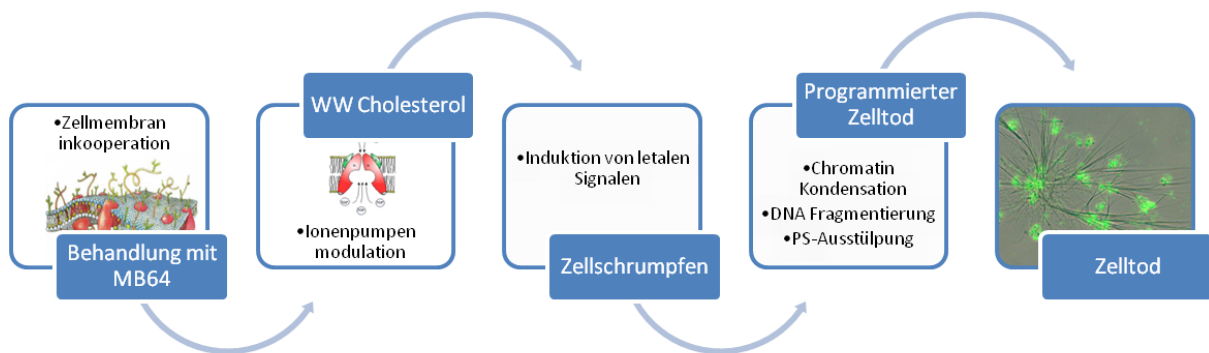 •Zellmembran
inkooperation
Behandlung mit
MB64
WW Cholesterol
•Ionenpumpen
modulation
•Induktion von letalen
Signalen
Zellschrumpfen
Programmierter
Zelltod
•Chromatin
Kondensation
•DNA Fragmentierung
•PS-Ausstülpung
Zelltod